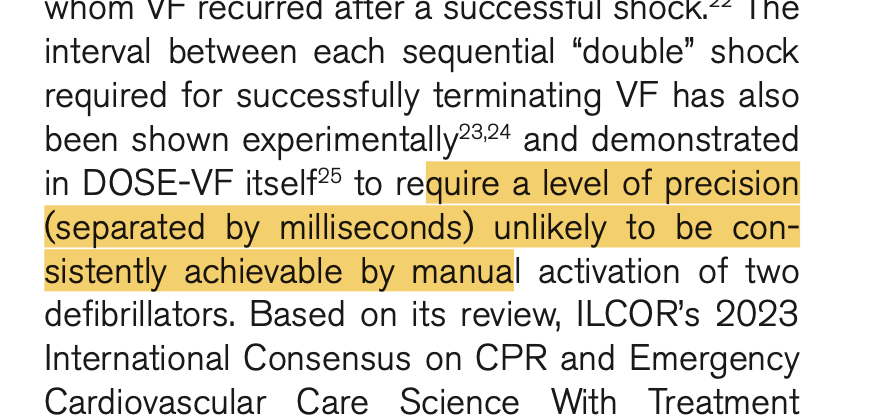 whom VF recurred after a successful shock.²² The
interval between each sequential “double” shock
required for successfully terminating VF has also
been shown experimentally²³,²⁴ and demonstrated
in DOSE-VF itself²⁵ to require a level of precision
(separated by milliseconds) unlikely to be con-
sistently achievable by manual activation of two
defibrillators. Based on its review, ILCOR’s 2023
International Consensus on CPR and Emergency
Cardiovascular Care Science With Treatment